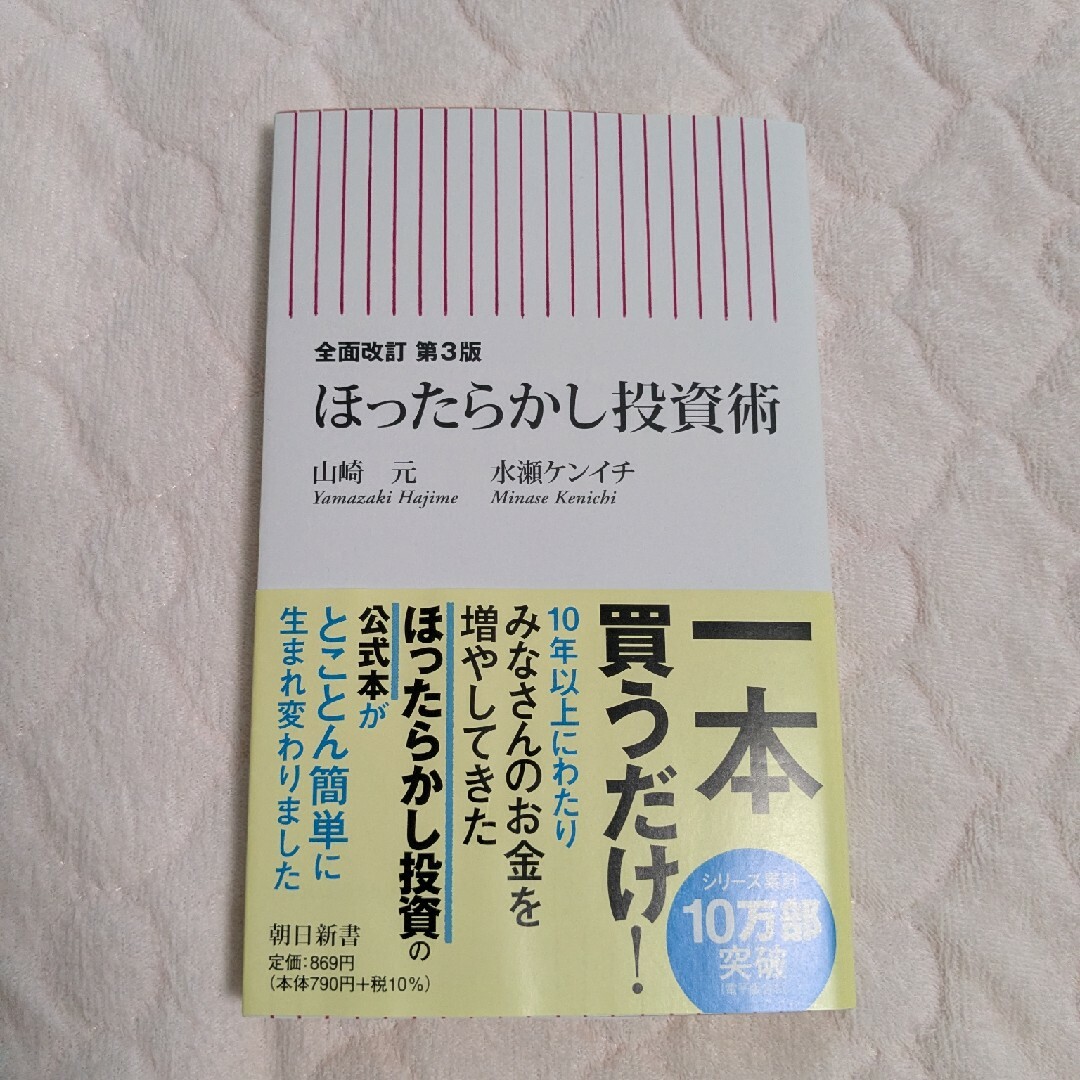 全面改訂 第3版
ほったらかし投資術
山崎 元
Yamazaki Hajime
水瀬ケンイチ
Minase Kenichi
一本
買うだけ!
10年以上にわたり
みなさんのお金を
増やしてきた
ほったらかし投資の
公式本が
とことん簡単に
生まれ変わりました
シリーズ累計
10万部
突破
朝日新書
定価:869円
(本体790円+税10%)